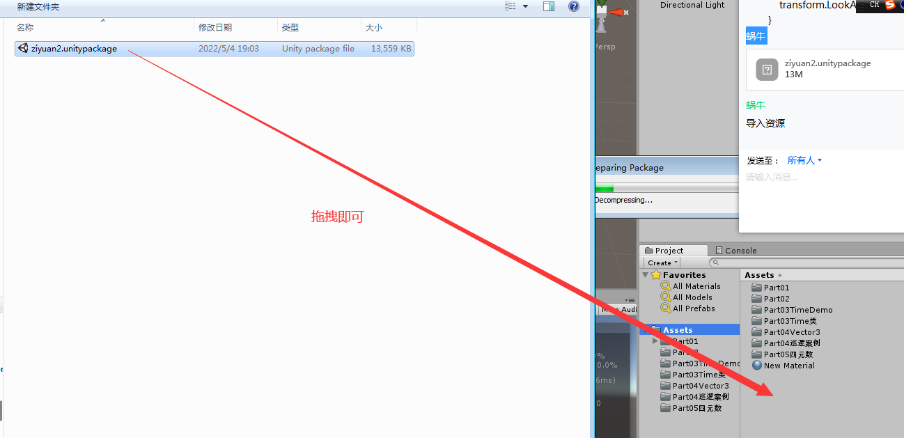 新建文件夹
名称
修改日期
类型
大小
ziyuan2.unitypackage
2022/5/4 19:03
Unity package file
13,559 KB
拖拽即可
Persp
Directional Light
transform.LookA
}
CH
蜗牛
ziyuan2.unitypackage
13M
蜗牛
导入资源
发送至：
所有人
请输入消息...
eparing Package
Decompressing...
Project
Console
Create
Favorites
All Materials
All Models
All Prefabs
Assets
Part01
Part03Time类
Part04Vector3
Part04巡逻案例
Part05四元数
Assets
Part01
Part02
Part03TimeDemo
Part03Time类
Part04Vector3
Part04巡逻案例
Part05四元数
New Material